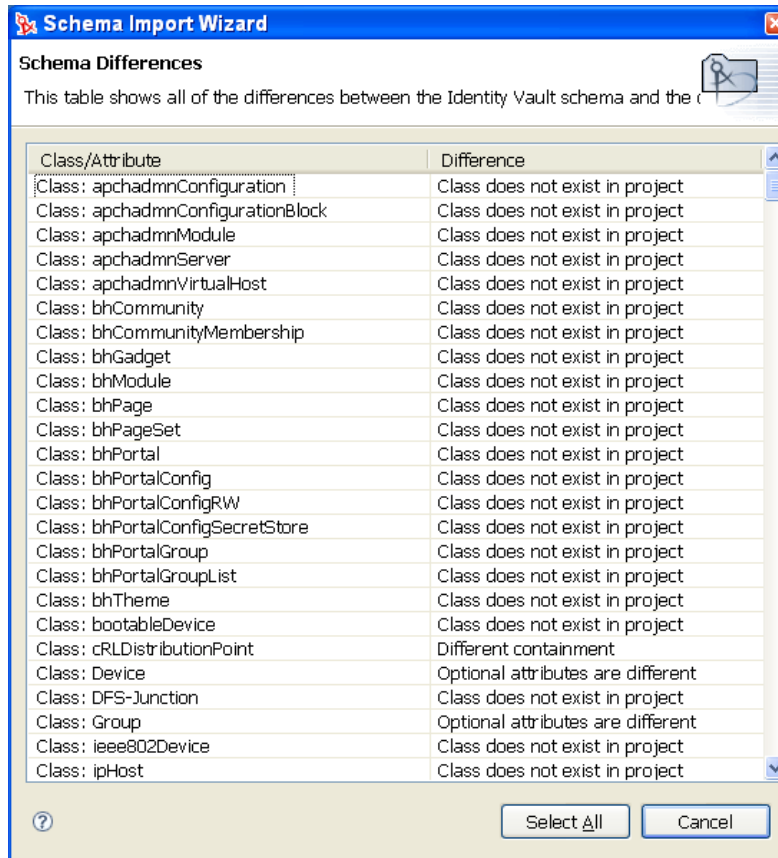 Schema Import Wizard
Schema Differences
This table shows all of the differences between the Identity Vault schema and the
Class/Attribute Difference
Class: apchadmnConfiguration Class does not exist in project
Class: apchadmnConfigurationBlock Class does not exist in project
Class: apchadmnModule Class does not exist in project
Class: apchadmnServer Class does not exist in project
Class: apchadmnVirtualHost Class does not exist in project
Class: bhCommunity Class does not exist in project
Class: bhCommunityMembership Class does not exist in project
Class: bhGadget Class does not exist in project
Class: bhModule Class does not exist in project
Class: bhPage Class does not exist in project
Class: bhPageSet Class does not exist in project
Class: bhPortal Class does not exist in project
Class: bhPortalConfig Class does not exist in project
Class: bhPortalConfigRW Class does not exist in project
Class: bhPortalConfigSecretStore Class does not exist in project
Class: bhPortalGroup Class does not exist in project
Class: bhPortalGroupList Class does not exist in project
Class: bhTheme Class does not exist in project
Class: bootableDevice Class does not exist in project
Class: cRLDistributionPoint Different containment
Class: Device Optional attributes are different
Class: DFS-Junction Class does not exist in project
Class: Group Optional attributes are different
Class: ieee802Device Class does not exist in project
Class: ipHost Class does not exist in project
? Select All Cancel